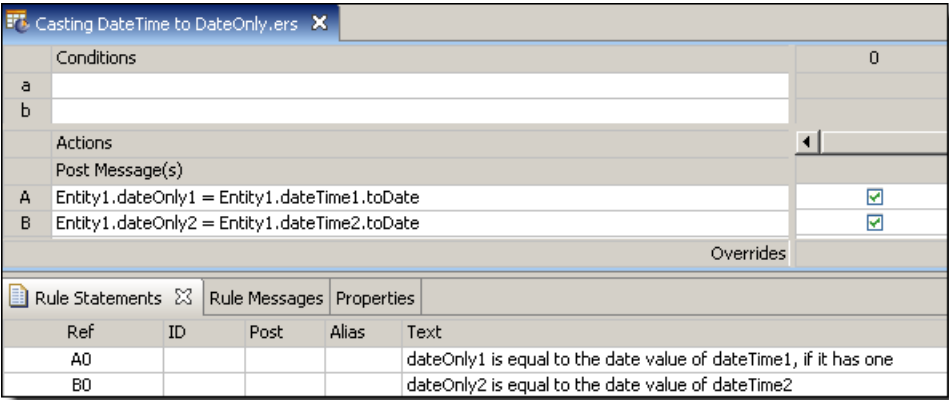 Casting DateTime to DateOnly.ers
Conditions 0
a
b
Actions
Post Message(s)
A Entity1.dateOnly1 = Entity1.dateTime1.toDate
B Entity1.dateOnly2 = Entity1.dateTime2.toDate
Overrides
Rule Statements Rule Messages Properties
Ref ID Post Alias Text
A0 dateOnly1 is equal to the date value of dateTime1, if it has one
B0 dateOnly2 is equal to the date value of dateTime2